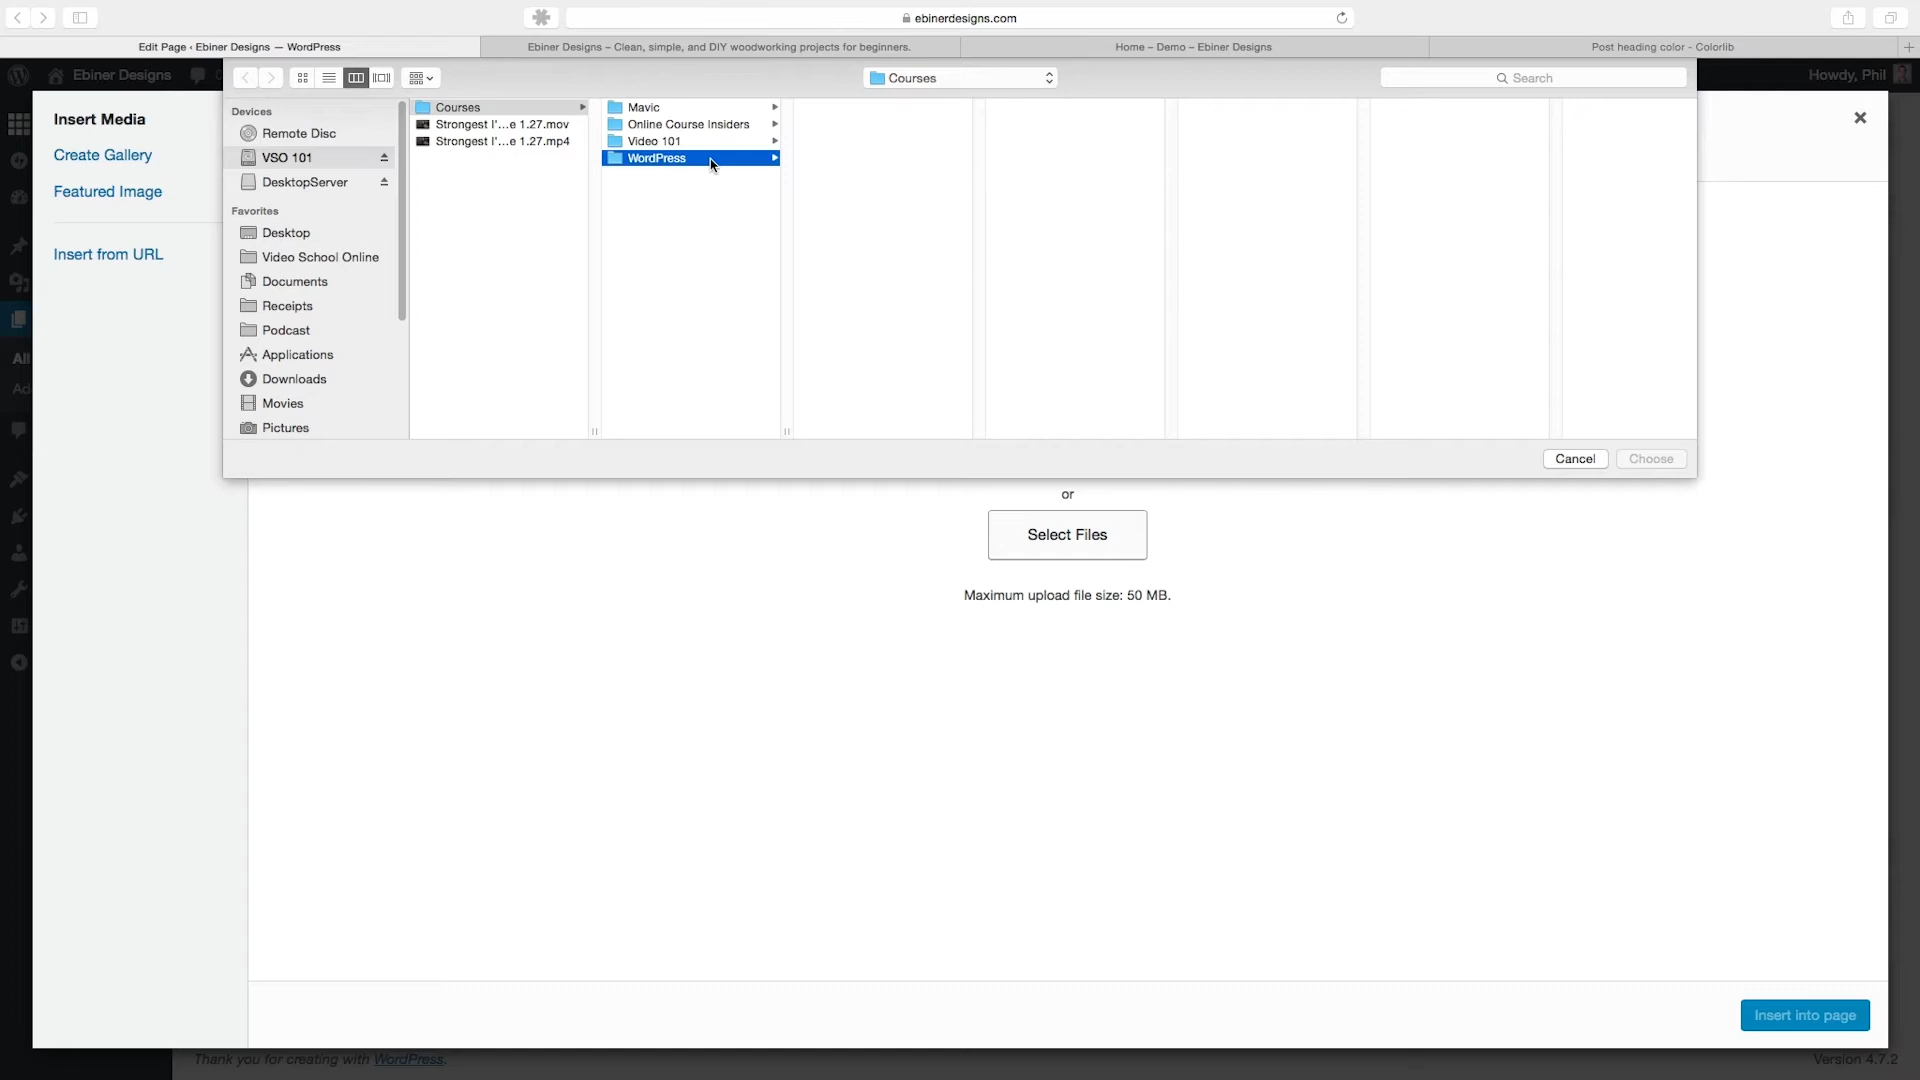 ebinerdesigns.com
Edit Page ‹ Ebiner Designs — WordPress
Ebiner Designs – Clean, simple, and DIY woodworking projects for beginners.
Home – Demo – Ebiner Designs
Post heading color - Colorlib
Ebiner Designs
Howdy, Phil
Courses
Search
Insert Media
Create Gallery
Featured Image
Insert from URL
Devices
Remote Disc
VSO 101
DesktopServer
Favorites
Desktop
Video School Online
Documents
Receipts
Podcast
Applications
Downloads
Movies
Pictures
Courses
Strongest I'...e 1.27.mov
Strongest I'...e 1.27.mp4
Mavic
Online Course Insiders
Video 101
WordPress
Cancel
Choose
All
Ad
or
Select Files
Maximum upload file size: 50 MB.
Insert into page
Thank you for creating with WordPress.
Version 4.7.2